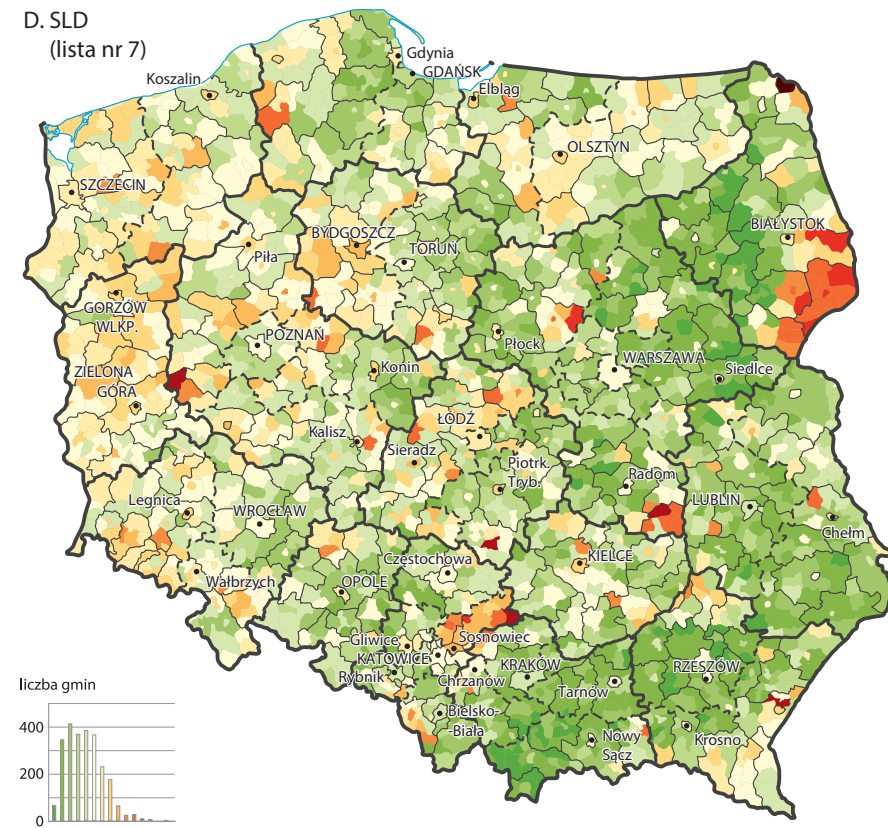 D. SLD
(lista nr 7)
Gdynia
GDAŃSK
Koszalin
Elbląg
OLSZTYN
SZCZECIN
BIAŁYSTOK
BYDGOSZCZ
TORUŃ
Piła
GORZÓW
WLKP.
POZNAŃ
Płock
WARSZAWA
Siedlce
Konin
ZIELONA
GÓRA
Kalisz
ŁÓDŹ
Sieradz
Piotrk.
Tryb.
Radom
LUBLIN
Legnica
WROCŁAW
Chełm
Częstochowa
KIELCE
Wałbrzych
OPOLE
Gliwice
Sosnowiec
KATOWICE
Rybnik
Chrzanów
KRAKÓW
RZESZÓW
Tarnów
Bielsko-
-Biała
Nowy
Sącz
Krosno
liczba gmin
400
200
0